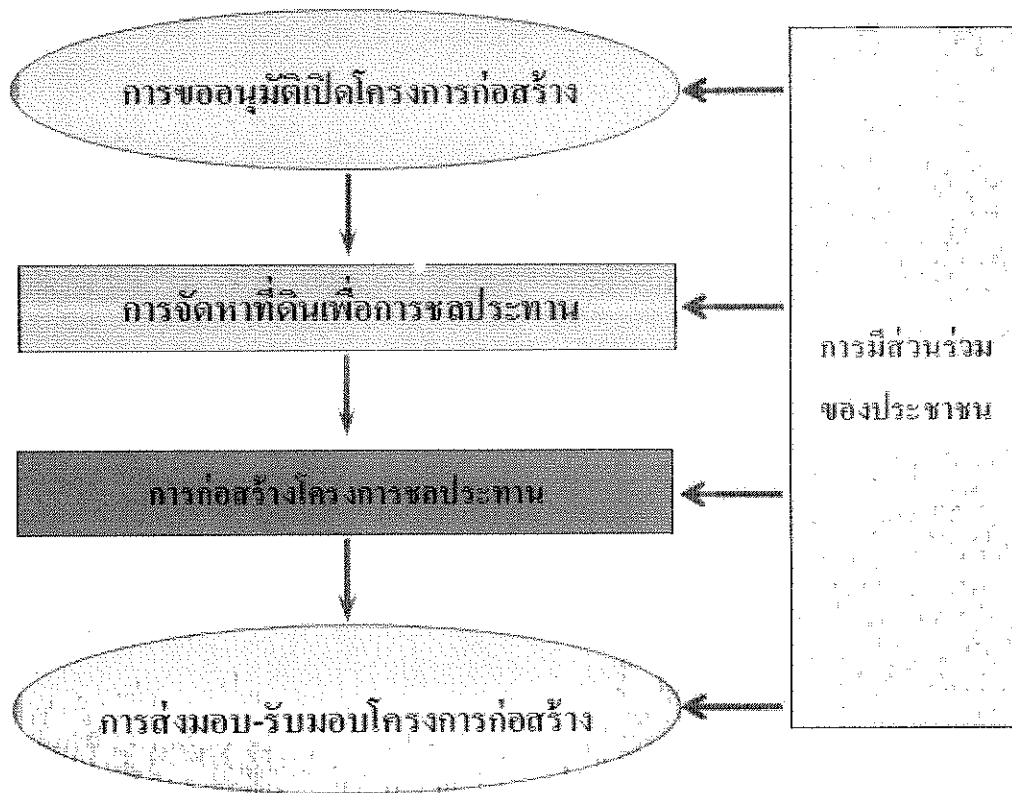 การขออนุมัติเปิดโครงการก่อสร้าง
การจัดหาที่ดินเพื่อการชลประทาน
การมีส่วนร่วม
ของประชาชน
การก่อสร้างโครงการชลประทาน
การส่งมอบ-รับมอบโครงการก่อสร้าง